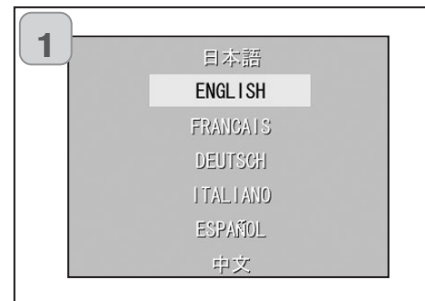 1
日本語
ENGLISH
FRANCAIS
DEUTSCH
ITALIANO
ESPAÑOL
中文